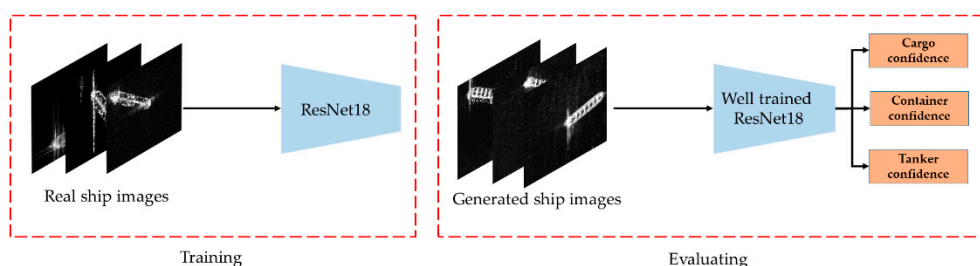 ResNet18
Real ship images
Training
Well trained
ResNet18
Generated ship images
Cargo
confidence
Container
confidence
Tanker
confidence
Evaluating